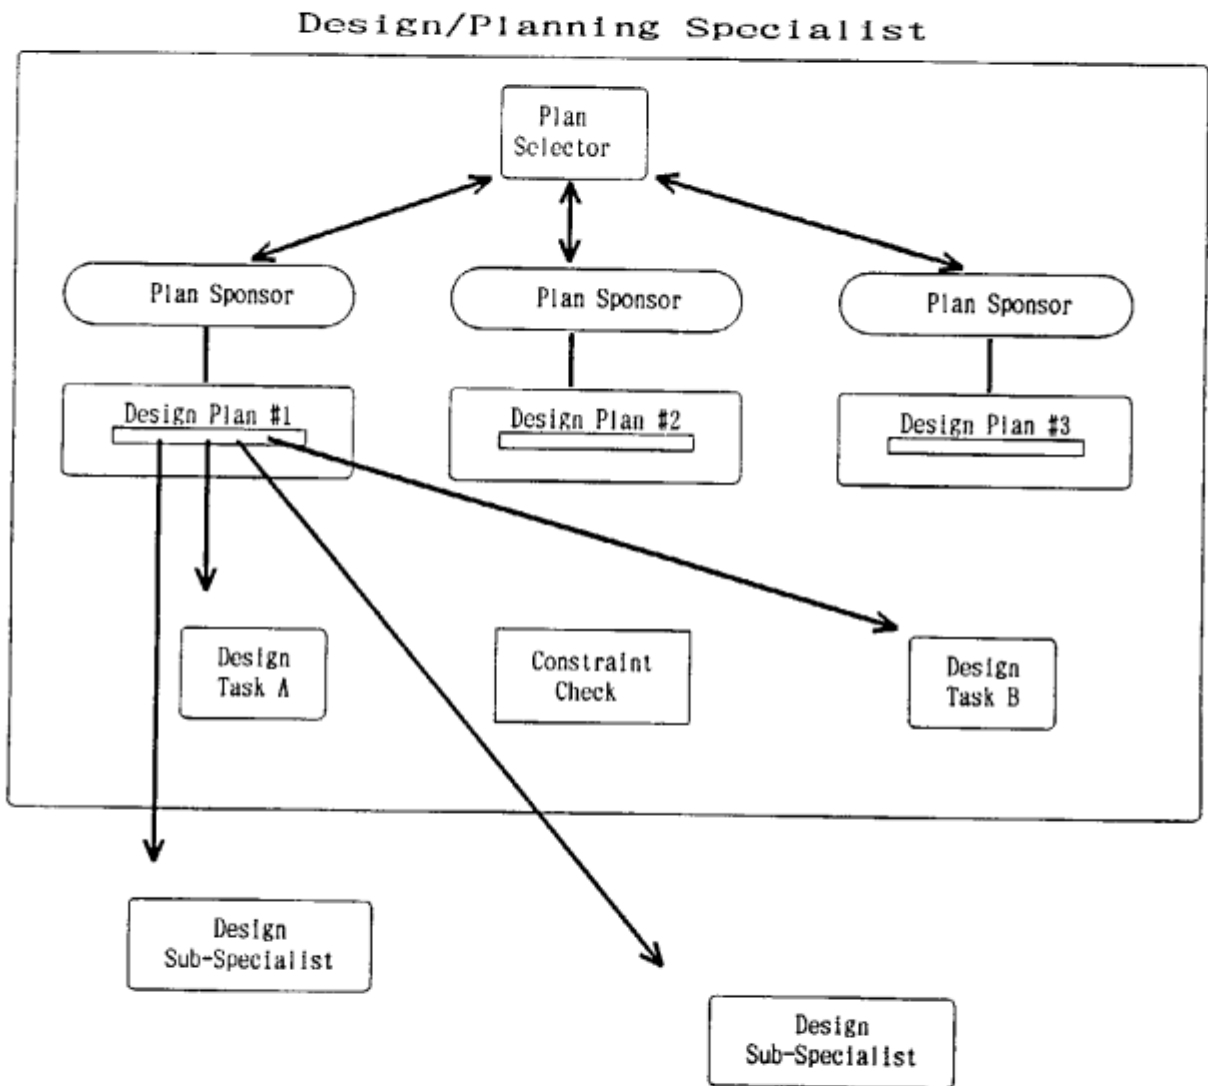 Design/Planning Specialist
Plan
Selector
Plan Sponsor
Plan Sponsor
Plan Sponsor
Design Plan #1
Design Plan #2
Design Plan #3
Design
Task A
Constraint
Check
Design
Task B
Design
Sub-Specialist
Design
Sub-Specialist